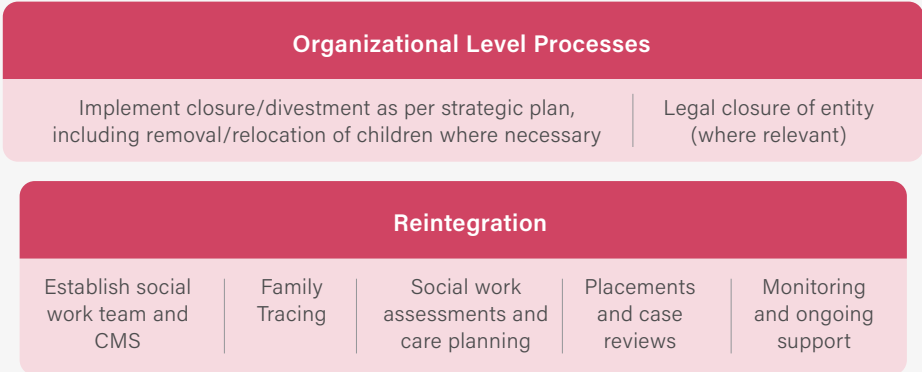 Organizational Level Processes
Implement closure/divestment as per strategic plan,
including removal/relocation of children where necessary
Legal closure of entity
(where relevant)
Reintegration
Establish social
work team and
CMS
Family
Tracing
Social work
assessments and
care planning
Placements
and case
reviews
Monitoring
and ongoing
support